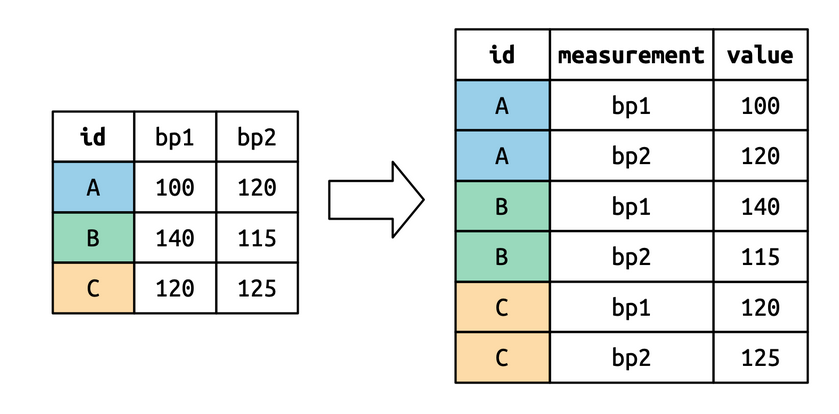 id bp1 bp2
A 100 120
B 140 115
C 120 125
id measurement value
A bp1 100
A bp2 120
B bp1 140
B bp2 115
C bp1 120
C bp2 125